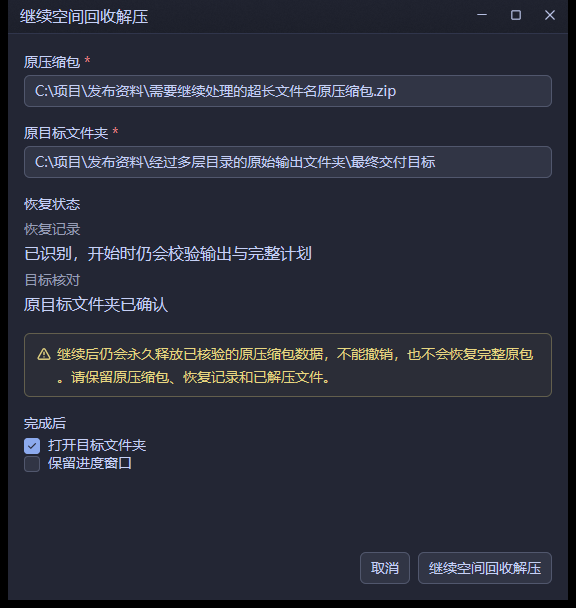 继续空间回收解压
原压缩包 *
C:\项目\发布资料\需要继续处理的超长文件名原压缩包.zip
原目标文件夹 *
C:\项目\发布资料\经过多层目录的原始输出文件夹\最终交付目标
恢复状态
恢复记录
已识别，开始时仍会校验输出与完整计划
目标核对
原目标文件夹已确认
继续后仍会永久释放已核验的原压缩包数据，不能撤销，也不会恢复完整原包
。请保留原压缩包、恢复记录和已解压文件。
完成后
打开目标文件夹
保留进度窗口
取消
继续空间回收解压